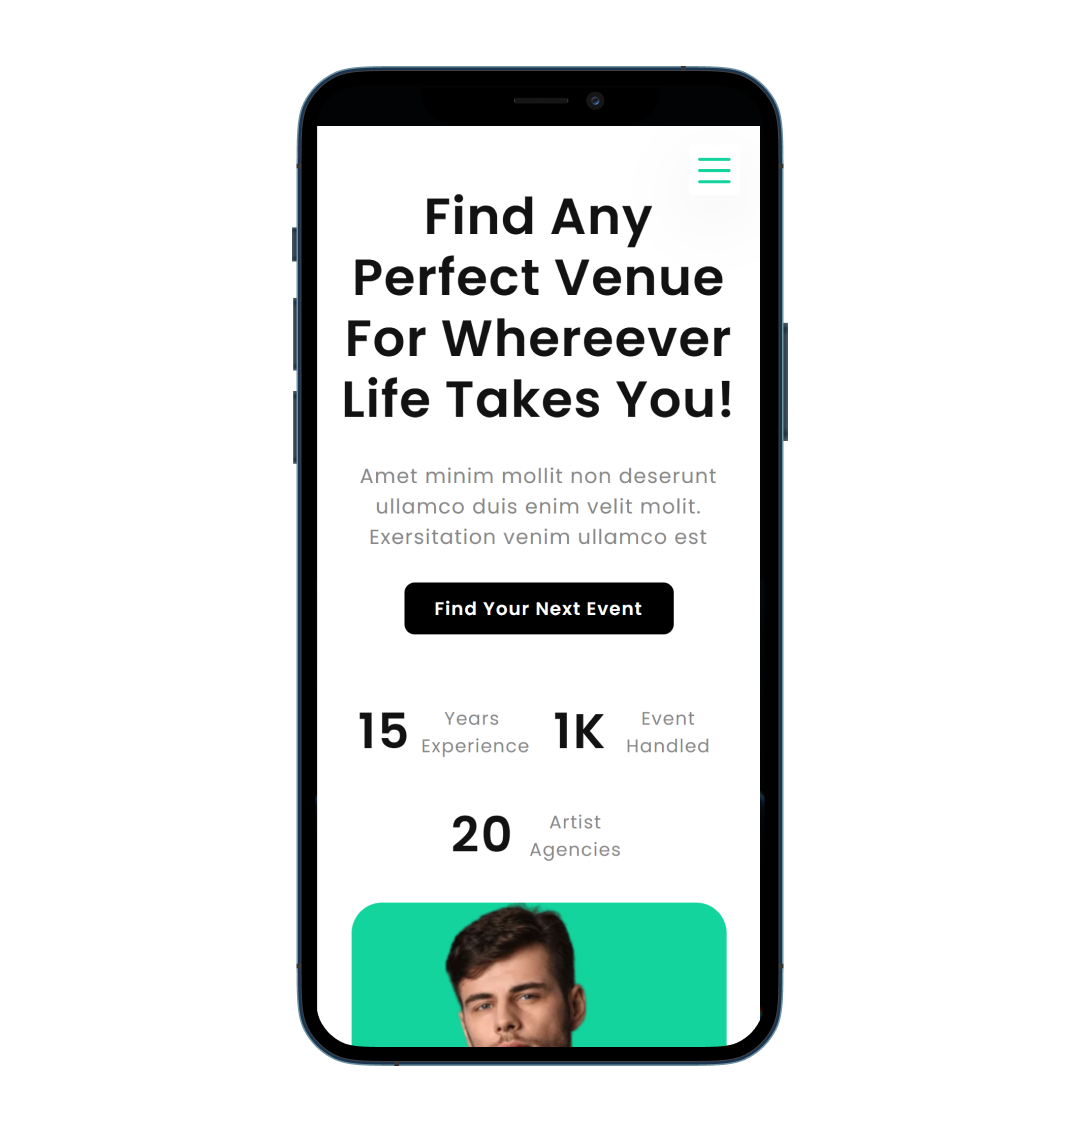 Find Any
Perfect Venue
For Whereever
Life Takes You!
Amet minim mollit non deserunt
ullamco duis enim velit molit.
Exersitation venim ullamco est
Find Your Next Event
15 Years Experience
1K Event Handled
20 Artist Agencies